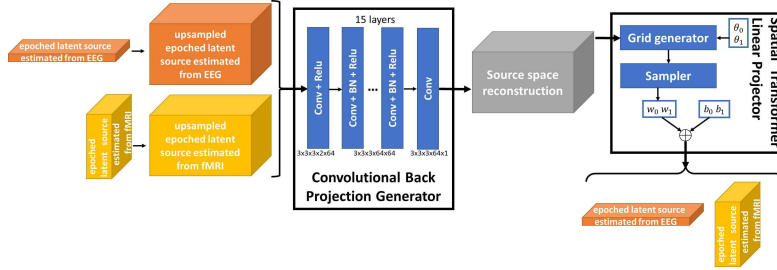 epoched latent source
estimated from EEG
upsampled
epoched latent
source estimated
from EEG
epoched
latent source
estimated
from fMRI
upsampled
epoched latent
source estimated
from fMRI
15 layers
Conv + Relu
Conv + BN + Relu
...
Conv + BN + Relu
Conv
3x3x3x2x64
3x3x3x64x64
3x3x3x64x1
Convolutional Back
Projection Generator
Source space
reconstruction
Grid generator
θ0
θ1
Sampler
w0 w1
b0 b1
Spatial Transformer
Linear Projector
epoched latent source
estimated from EEG
epoched
latent source
estimated
from fMRI